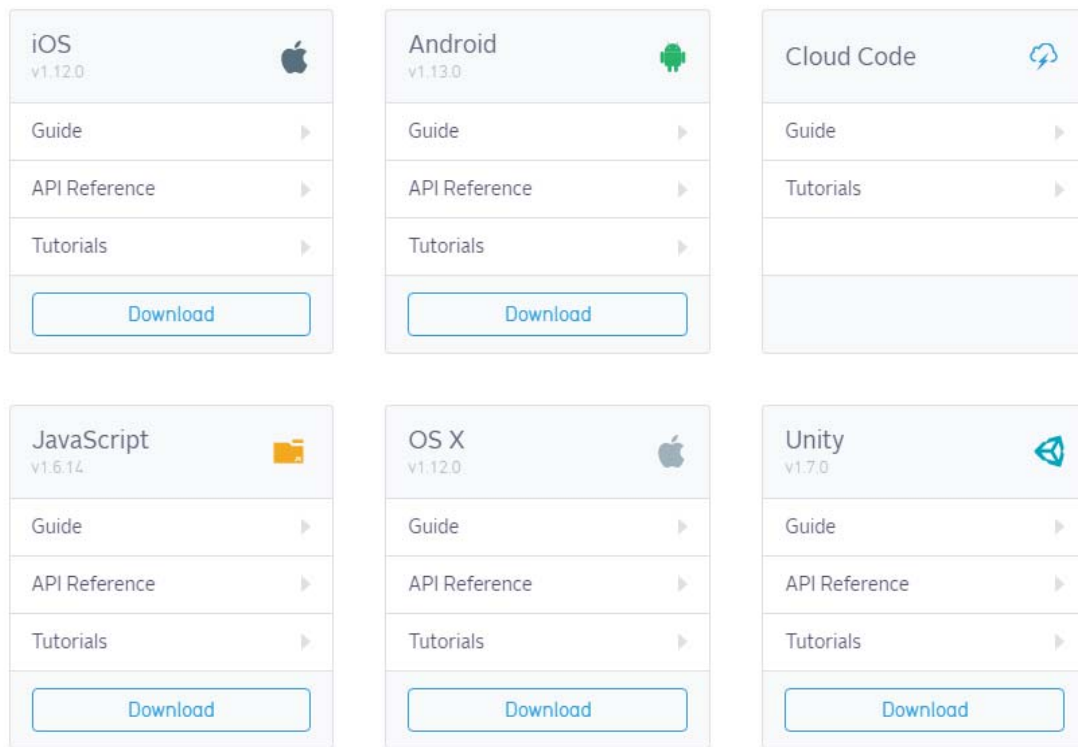 iOS
v1.12.0
Guide
API Reference
Tutorials
Download
Android
v1.13.0
Guide
API Reference
Tutorials
Download
Cloud Code
Guide
Tutorials
JavaScript
v1.6.14
Guide
API Reference
Tutorials
Download
OS X
v1.12.0
Guide
API Reference
Tutorials
Download
Unity
v1.7.0
Guide
API Reference
Tutorials
Download